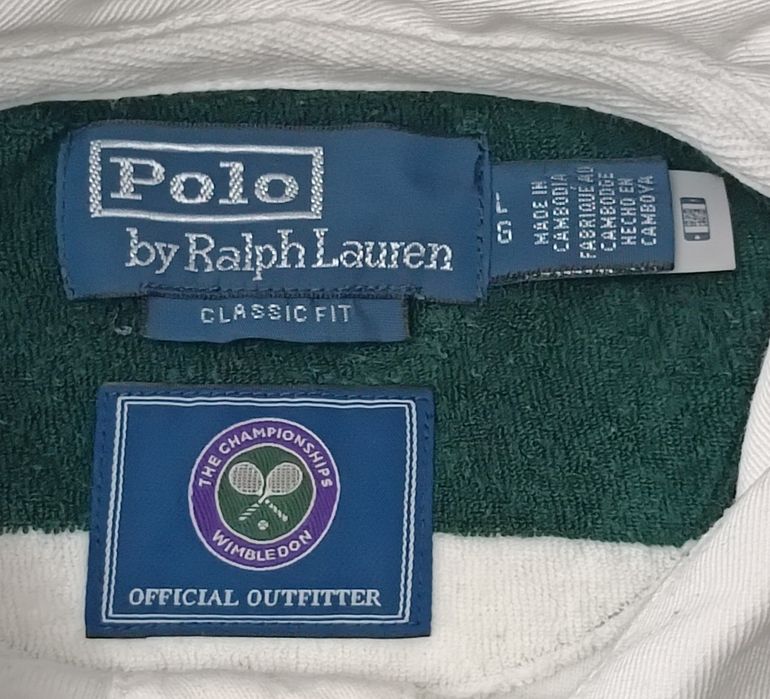 Polo
by Ralph Lauren
CLASSIC FIT
G L
MADE IN
CAMBODIA
FABRIQUE AU
CAMBODGE
HECHO EN
CAMBOYA
THE CHAMPIONSHIPS
WIMBLEDON
OFFICIAL OUTFITTER